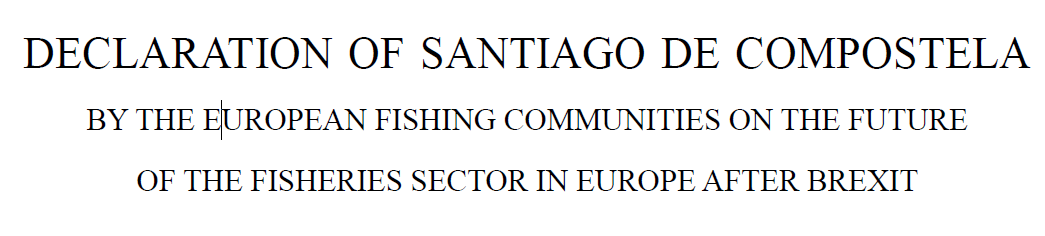 DECLARATION OF SANTIAGO DE COMPOSTELA
BY THE EUROPEAN FISHING COMMUNITIES ON THE FUTURE
OF THE FISHERIES SECTOR IN EUROPE AFTER BREXIT